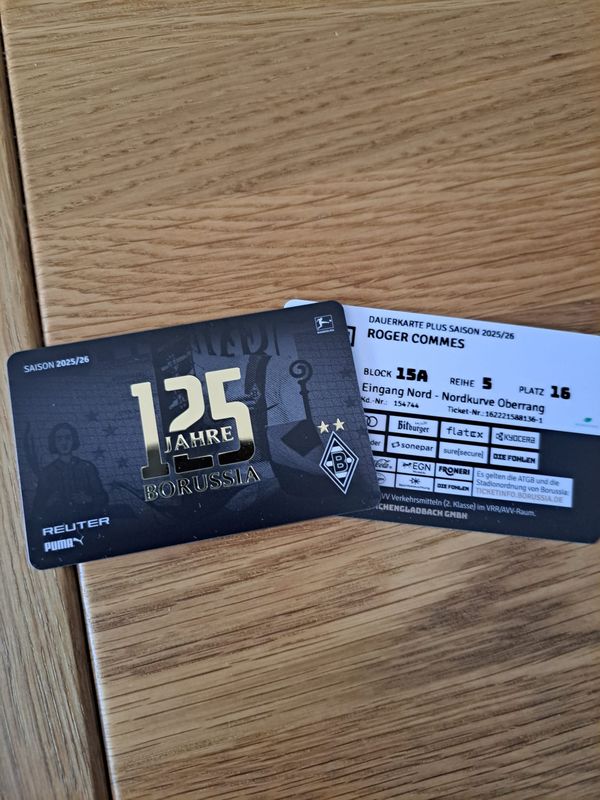 SAISON 2025/26
BUNDESLIGA
125
JAHRE
BORUSSIA
B
REUTER
PUMA
DAUERKARTE PLUS SAISON 2025/26
ROGER COMMES
BLOCK 15A REIHE 5 PLATZ 16
Eingang Nord - Nordkurve Oberrang
Kd.-Nr.: 154744 Ticket-Nr.:162221588136-1
Bitburger flatex KYOCERA
sonepar sure[secure] DIE FOHLEN
EGN FRONERI
DIE FOHLEN
Es gelten die ATGB und die
Stadionordnung von Borussia:
TICKETINFO.BORUSSIA.DE
VV Verkehrsmitteln (2. Klasse) im VRR/AVV-Raum.
CHENGLADBACH GMBH